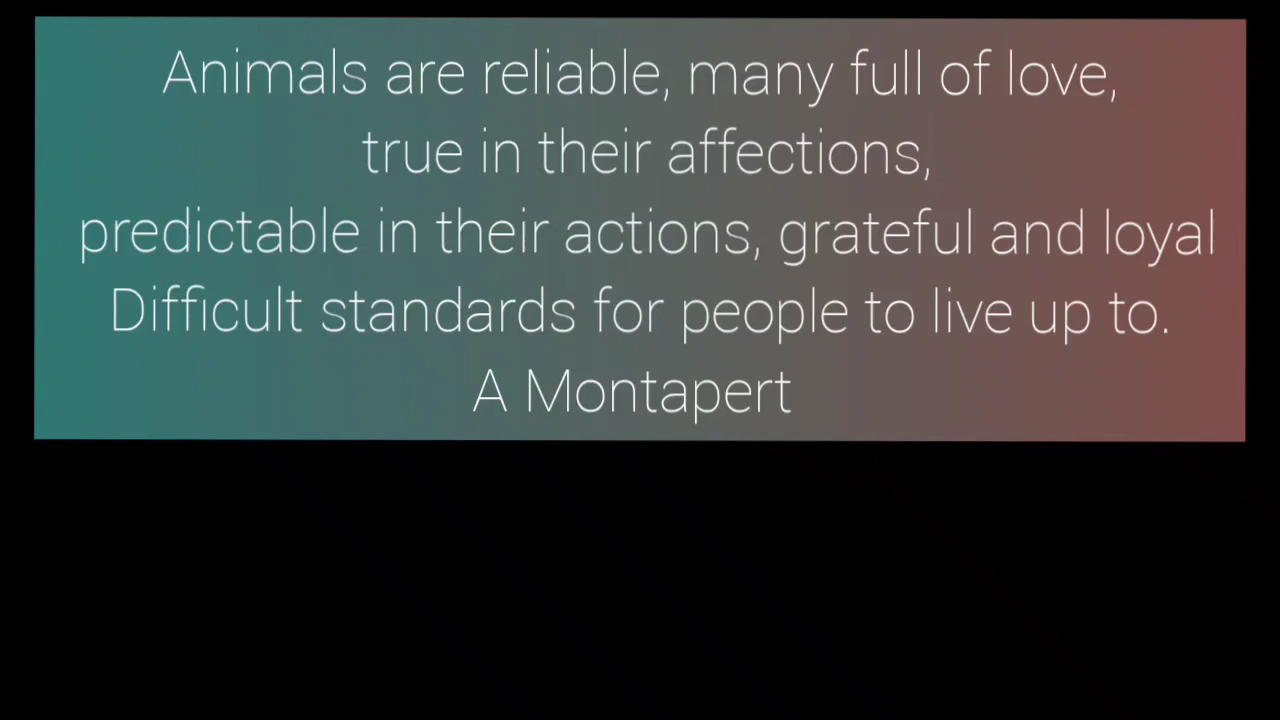 Animals are reliable, many full of love,
true in their affections,
predictable in their actions, grateful and loyal
Difficult standards for people to live up to.
A Montapert